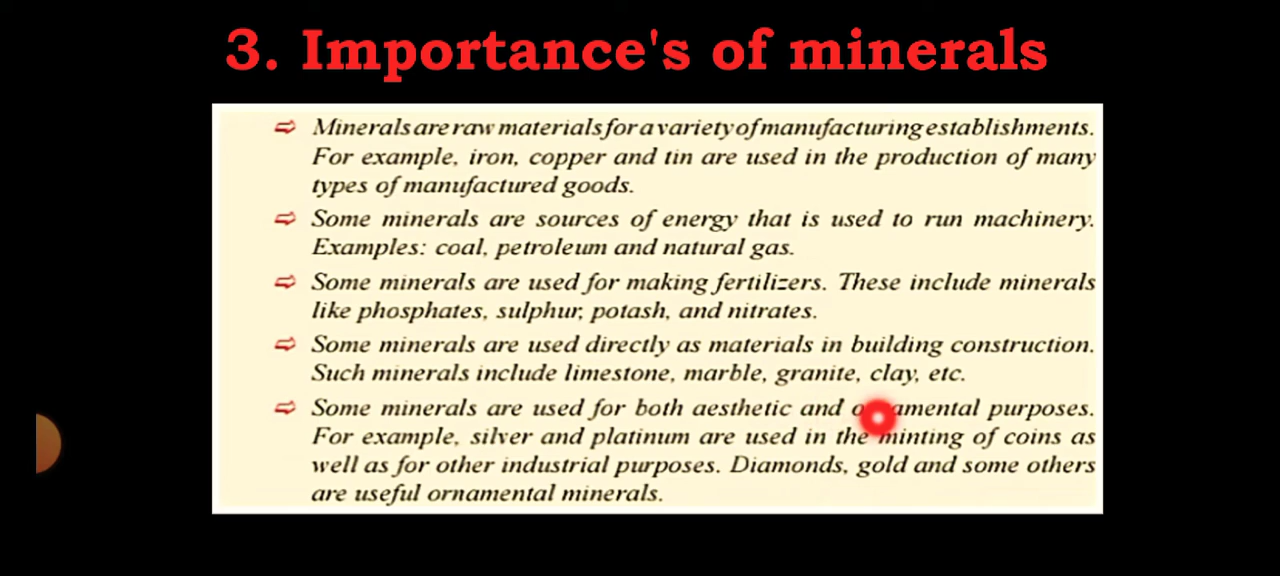 3. Importance's of minerals
⇨ Minerals are raw materials for a variety of manufacturing establishments.
For example, iron, copper and tin are used in the production of many
types of manufactured goods.
⇨ Some minerals are sources of energy that is used to run machinery.
Examples: coal, petroleum and natural gas.
⇨ Some minerals are used for making fertilizers. These include minerals
like phosphates, sulphur, potash, and nitrates.
⇨ Some minerals are used directly as materials in building construction.
Such minerals include limestone, marble, granite, clay, etc.
⇨ Some minerals are used for both aesthetic and ornamental purposes.
For example, silver and platinum are used in the minting of coins as
well as for other industrial purposes. Diamonds, gold and some others
are useful ornamental minerals.